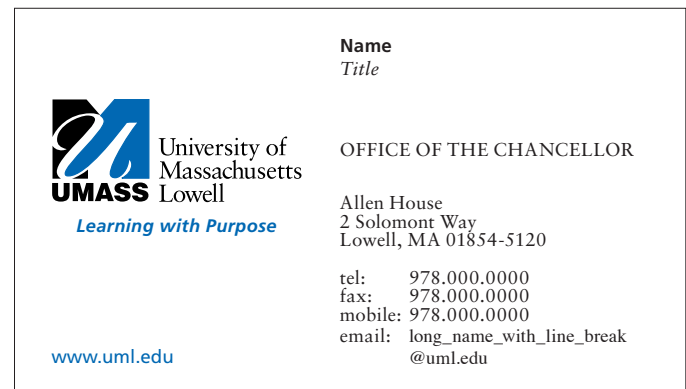 UMASS
University of
Massachusetts
Lowell
Learning with Purpose
www.uml.edu
Name
Title
OFFICE OF THE CHANCELLOR
Allen House
2 Solomont Way
Lowell, MA 01854-5120
tel: 978.000.0000
fax: 978.000.0000
mobile: 978.000.0000
email: long_name_with_line_break
@uml.edu